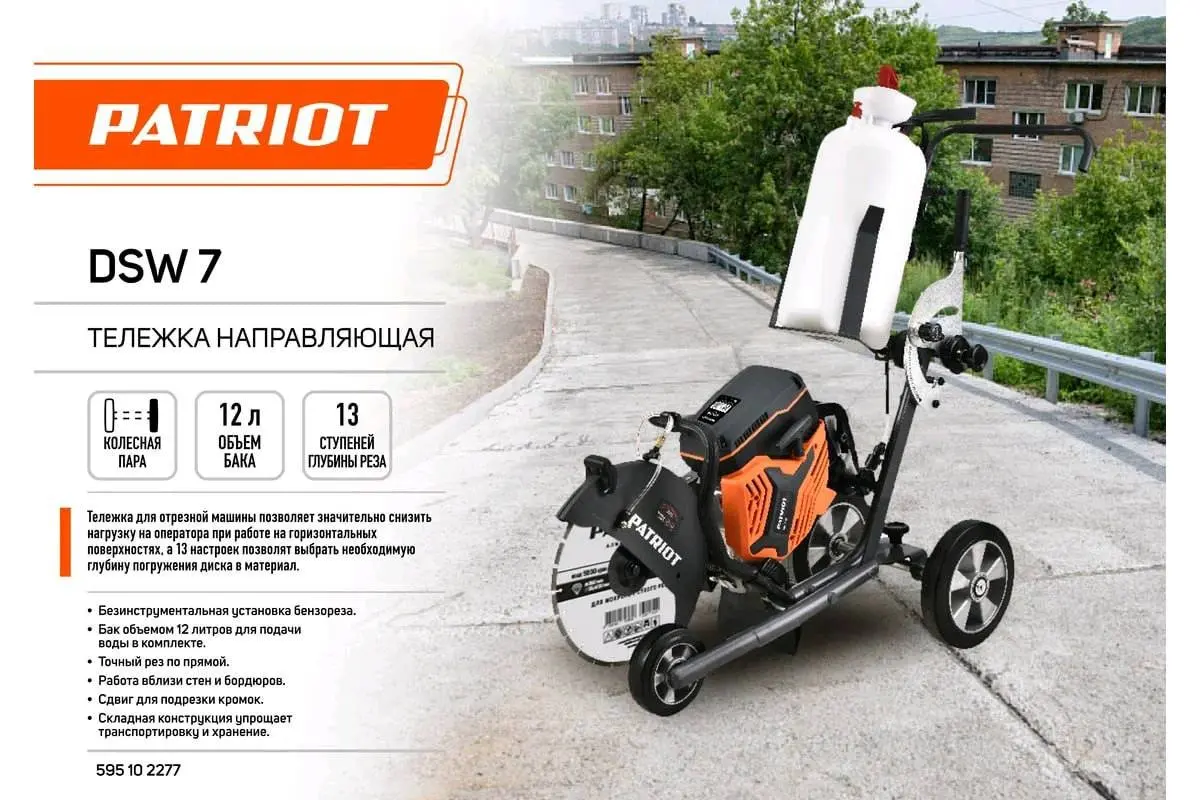 PATRIOT
DSW 7
ТЕЛЕЖКА НАПРАВЛЯЮЩАЯ
КОЛЕСНАЯ
ПАРА
12 л
ОБЪЕМ
БАКА
13
СТУПЕНЕЙ
ГЛУБИНЫ РЕЗА
Тележка для отрезной машины позволяет значительно снизить
нагрузку на оператора при работе на горизонтальных
поверхностях, а 13 настроек позволят выбрать необходимую
глубину погружения диска в материал.
• Безинструментальная установка бензореза.
• Бак объемом 12 литров для подачи
воды в комплекте.
• Точный рез по прямой.
• Работа вблизи стен и бордюров.
• Сдвиг для подрезки кромок.
• Складная конструкция упрощает
транспортировку и хранение.
595 10 2277
PATRIOT
PATRIOT